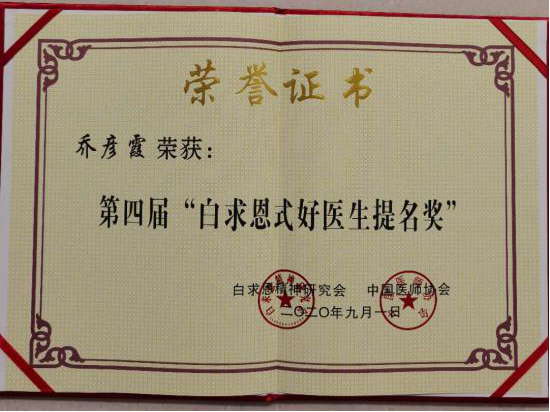 荣誉证书
乔彦霞 荣获：
第四届“白求恩式好医生提名奖”
白求恩精神研究会 中国医师协会
二〇二〇年九月一日